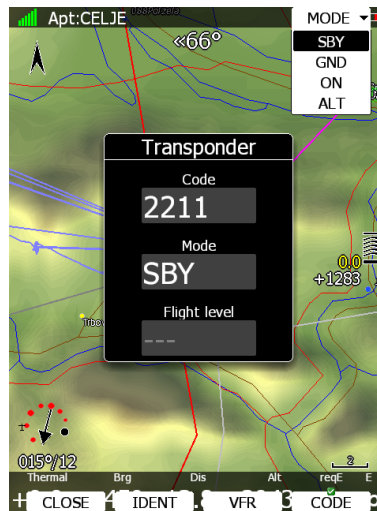 Apt:CELJE
MODE
«66°
SBY
GND
ON
ALT
Transponder
Code
2211
Mode
SBY
0.0
+1283
Flight level
---
015°/12
2
Thermal Brg Dis Alt reqE E
CLOSE IDENT VFR CODE